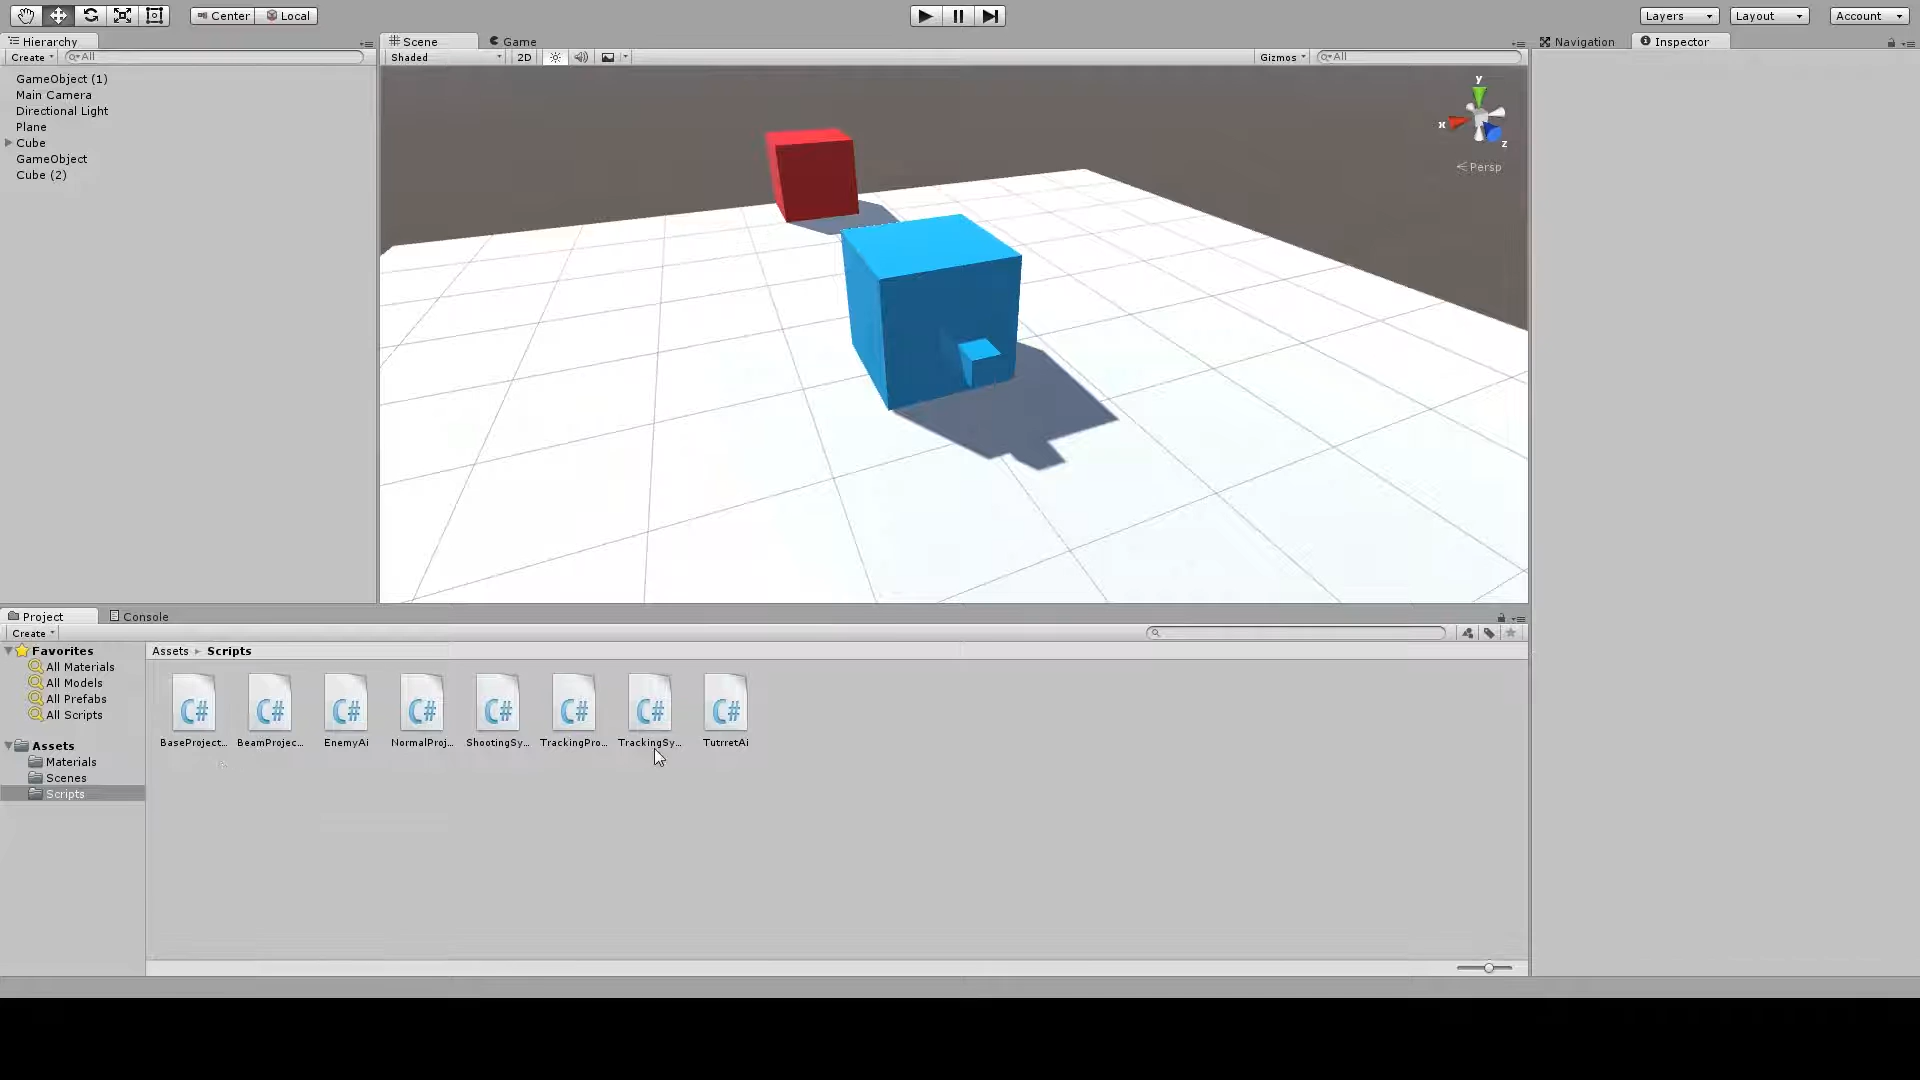 Center Local
Layers Layout Account
Hierarchy
Create All
GameObject (1)
Main Camera
Directional Light
Plane
Cube
GameObject
Cube (2)
Scene Game
Shaded 2D Gizmos All
y
x
z
Persp
Navigation Inspector
Project Console
Create
Favorites
All Materials
All Models
All Prefabs
All Scripts
Assets
Materials
Scenes
Scripts
Assets Scripts
C# C# C# C# C# C# C# C#
BaseProject... BeamProjec... EnemyAi NormalProj... ShootingSy... TrackingPro... TrackingSy... TutrretAi